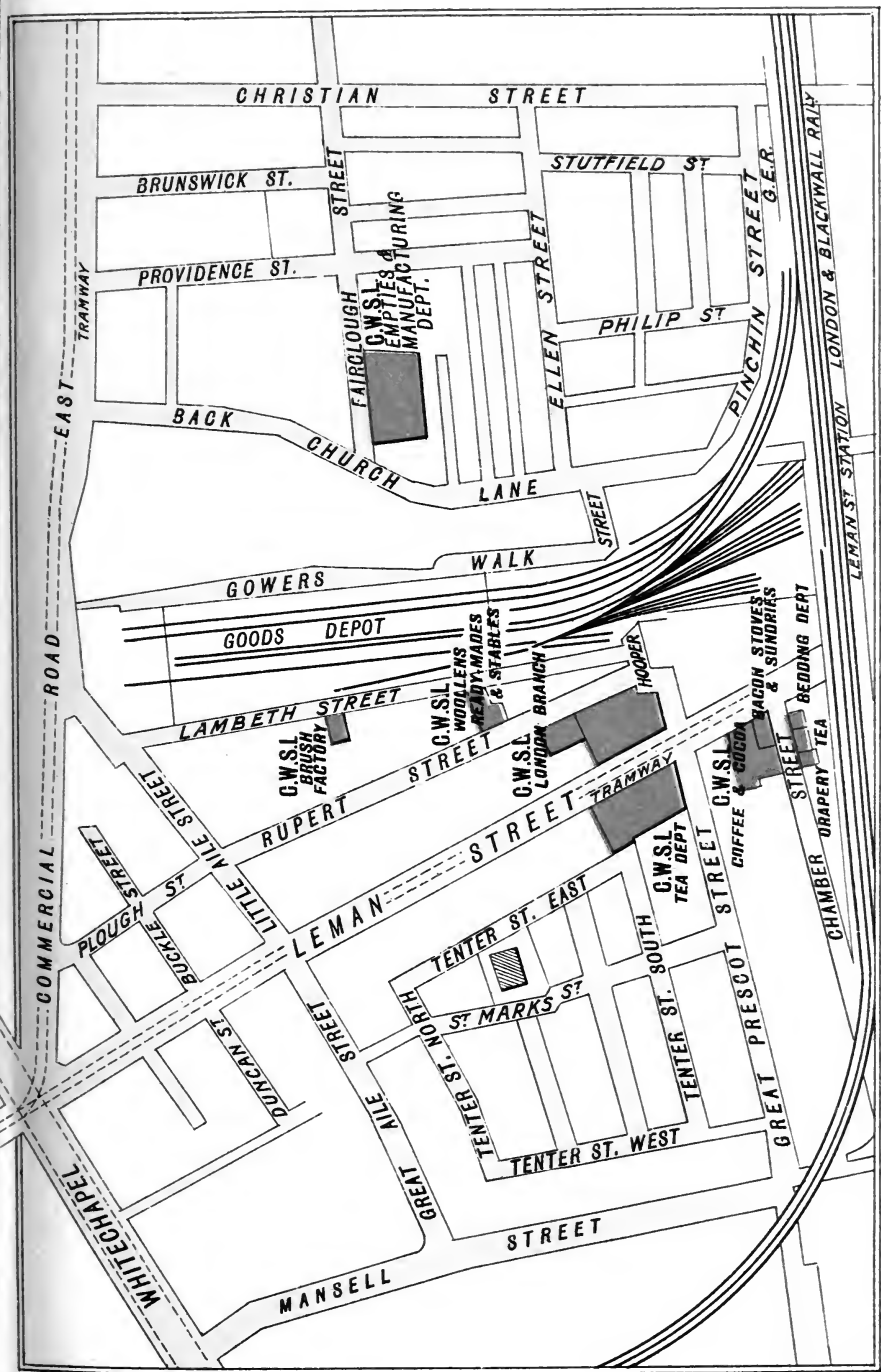 CHRISTIAN STREET
BRUNSWICK ST.
STREET
STUTFIELD ST
G.E.R.
LONDON & BLACKWALL RAILY
TRAMWAY
PROVIDENCE ST.
FAIRCLOUGH
C.W.S.L
EMPTIES &
MANUFACTURING
DEPT.
ELLEN STREET
PHILIP ST
PINCHIN STREET
BACK CHURCH LANE
COMMERCIAL ROAD EAST
STREET
LEMAN ST STATION
GOWERS WALK
GOODS DEPOT
LAMBETH STREET
C.W.S.L
BRUSH
FACTORY
C.W.S.L
WOOLLENS
READY-MADES
& STABLES
C.W.S.L
LONDON BRANCH
HOOPER
BACON STOVES
& SUNDRIES
BEDDING DEPT
C.W.S.L
COFFEE & COCOA
STREET
DRAPERY TEA
CHAMBER
RUPERT STREET
LITTLE AILE STREET
PLOUGH ST
BUCKLE STREET
LEMAN STREET
TRAMWAY
C.W.S.L
TEA DEPT
TENTER ST. EAST
ST MARKS ST
TENTER ST. NORTH
TENTER ST. SOUTH
GREAT PRESCOT STREET
TENTER ST. WEST
DUNCAN ST
GREAT AILE STREET
WHITECHAPEL
MANSELL STREET